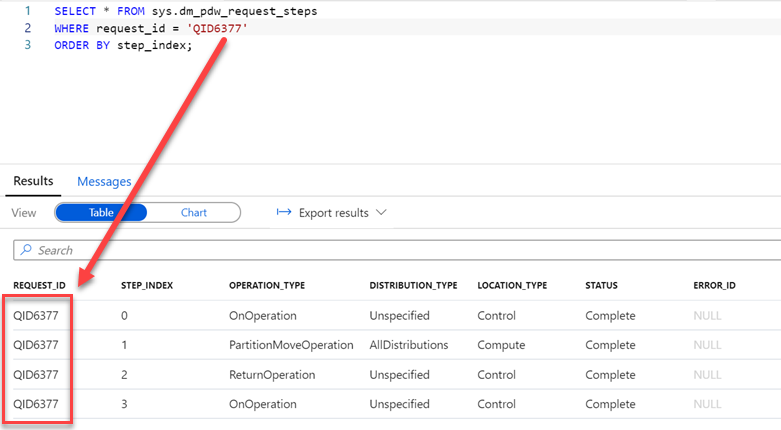 1 SELECT * FROM sys.dm_pdw_request_steps
2 WHERE request_id = 'QID6377'
3 ORDER BY step_index;
Results Messages
View Table Chart Export results
Search
REQUEST_ID STEP_INDEX OPERATION_TYPE DISTRIBUTION_TYPE LOCATION_TYPE STATUS ERROR_ID
QID6377 0 OnOperation Unspecified Control Complete NULL
QID6377 1 PartitionMoveOperation AllDistributions Compute Complete NULL
QID6377 2 ReturnOperation Unspecified Control Complete NULL
QID6377 3 OnOperation Unspecified Control Complete NULL